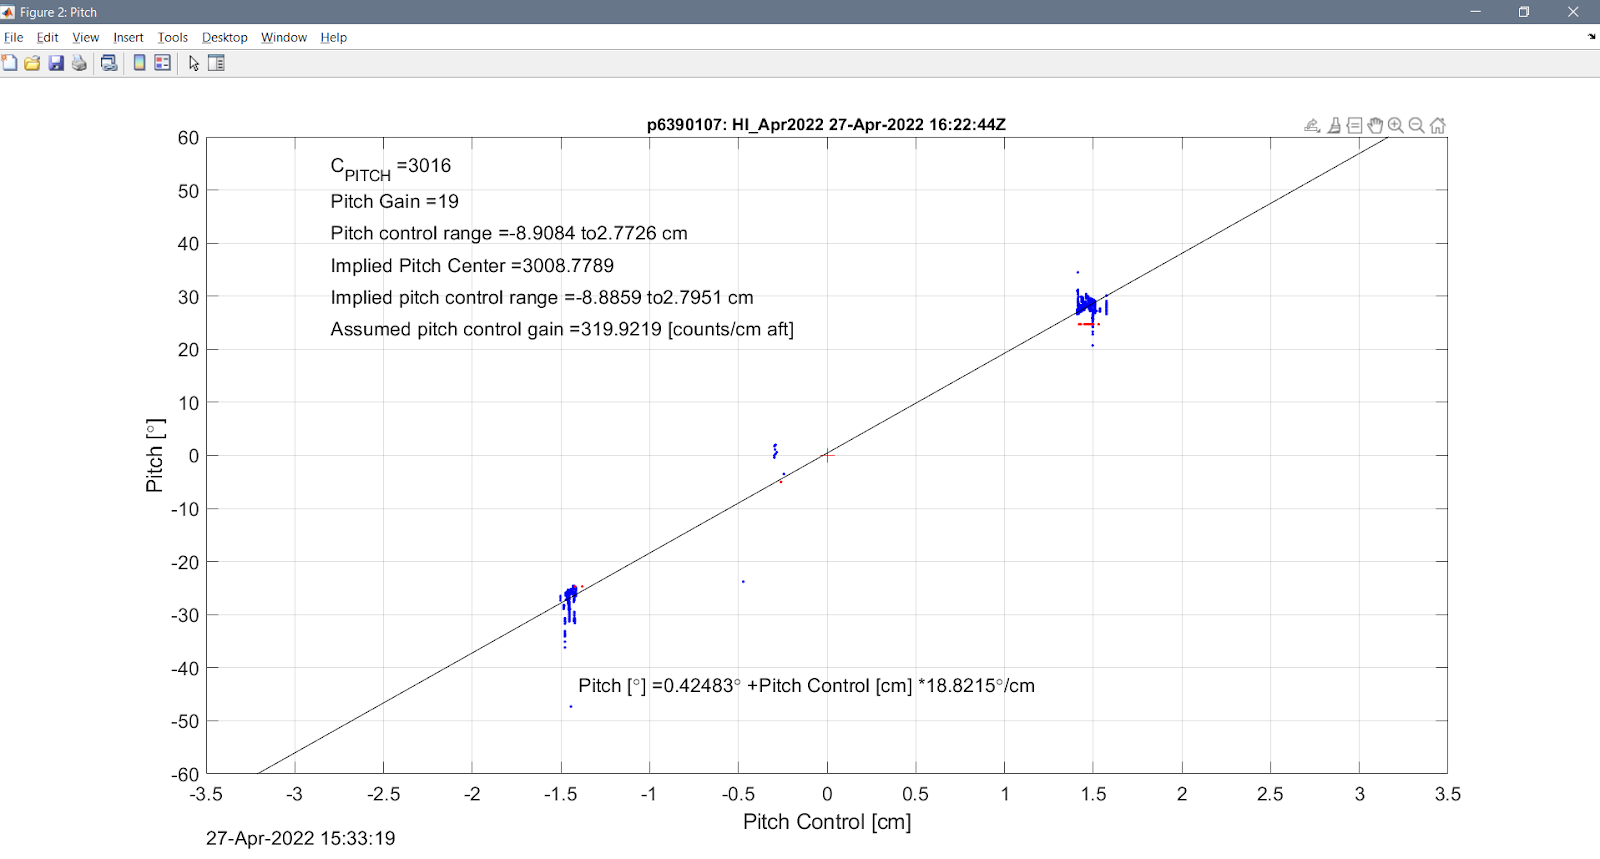 Figure 2: Pitch
File Edit View Insert Tools Desktop Window Help
p6390107: HI_Apr2022 27-Apr-2022 16:22:44Z
60
50
40
30
20
10
0
-10
-20
-30
-40
-50
-60
Pitch [°]
C_PITCH =3016
Pitch Gain =19
Pitch control range =-8.9084 to2.7726 cm
Implied Pitch Center =3008.7789
Implied pitch control range =-8.8859 to2.7951 cm
Assumed pitch control gain =319.9219 [counts/cm aft]
Pitch [°] =0.42483° +Pitch Control [cm] *18.8215°/cm
-3.5 -3 -2.5 -2 -1.5 -1 -0.5 0 0.5 1 1.5 2 2.5 3 3.5
Pitch Control [cm]
27-Apr-2022 15:33:19